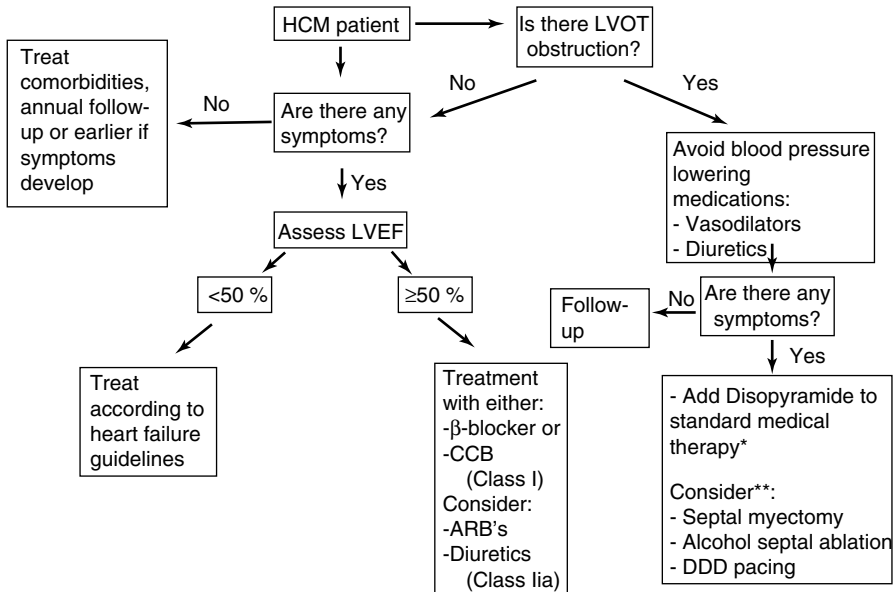 HCM patient
Is there LVOT
obstruction?
Treat
comorbidities,
annual follow-
up or earlier if
symptoms
develop
No
Are there any
symptoms?
No
Yes
Avoid blood pressure
lowering
medications:
- Vasodilators
- Diuretics
Yes
Assess LVEF
<50 %
≥50 %
Follow-
up
No
Are there any
symptoms?
Yes
Treat
according to
heart failure
guidelines
Treatment
with either:
-β-blocker or
-CCB
(Class I)
Consider:
-ARB's
-Diuretics
(Class Iia)
- Add Disopyramide to
standard medical
therapy*
Consider**:
- Septal myectomy
- Alcohol septal ablation
- DDD pacing